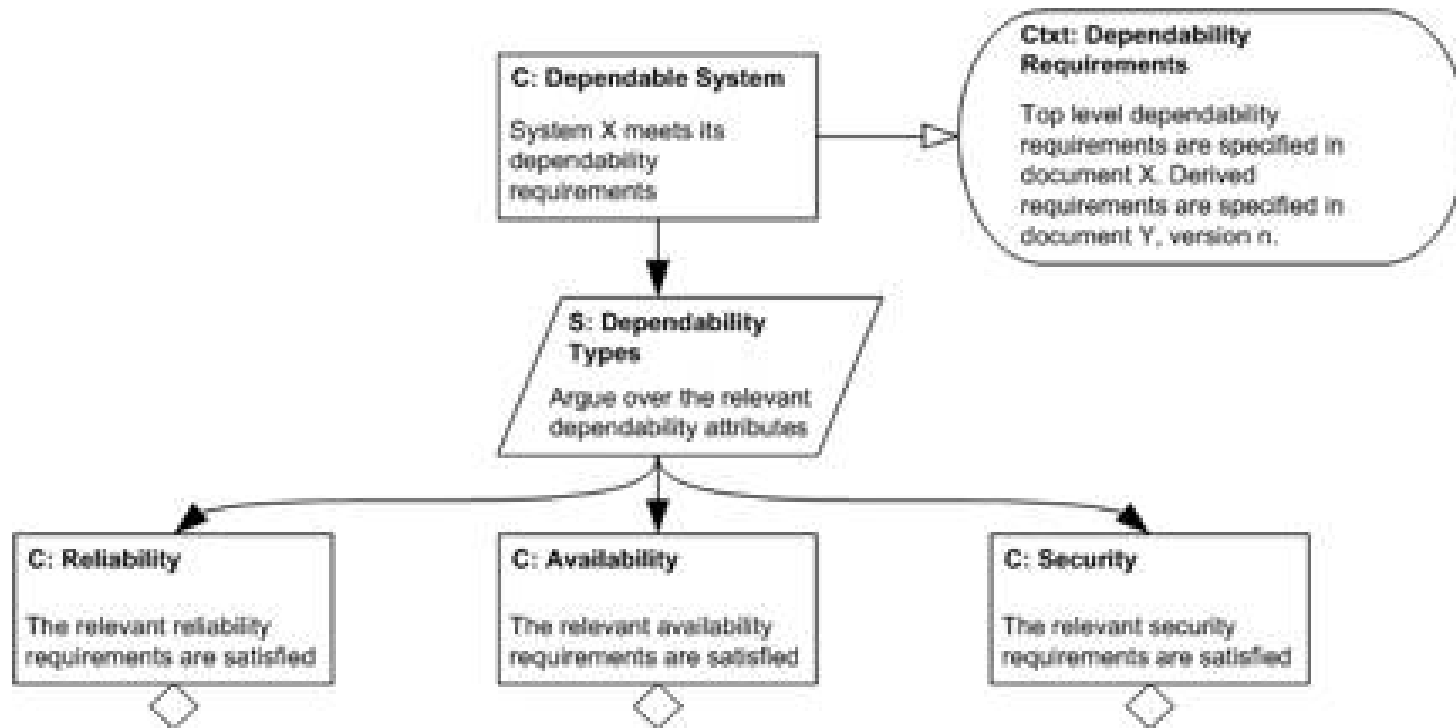 C: Dependable System
System X meets its
dependability
requirements
Ctxt: Dependability
Requirements
Top level dependability
requirements are specified in
document X. Derived
requirements are specified in
document Y, version n.
S: Dependability
Types
Argue over the relevant
dependability attributes
C: Reliability
The relevant reliability
requirements are satisfied
C: Availability
The relevant availability
requirements are satisfied
C: Security
The relevant security
requirements are satisfied